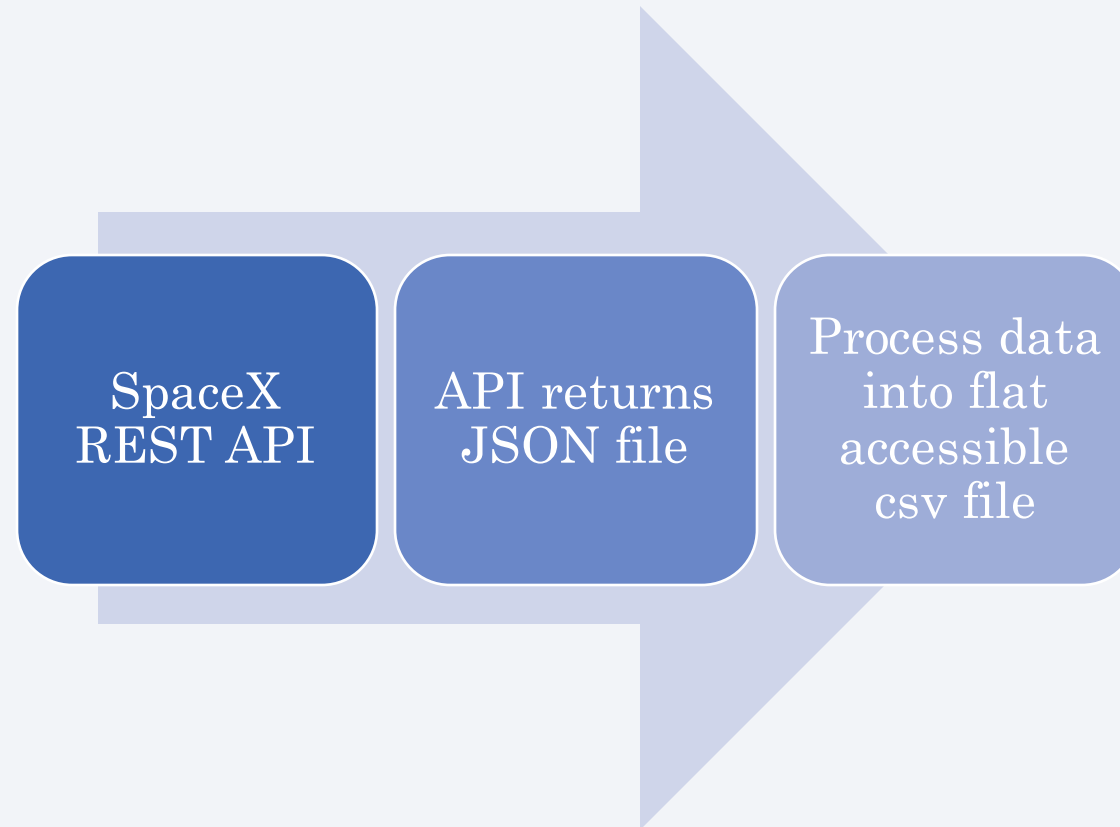 SpaceX
REST API
API returns
JSON file
Process data
into flat
accessible
csv file